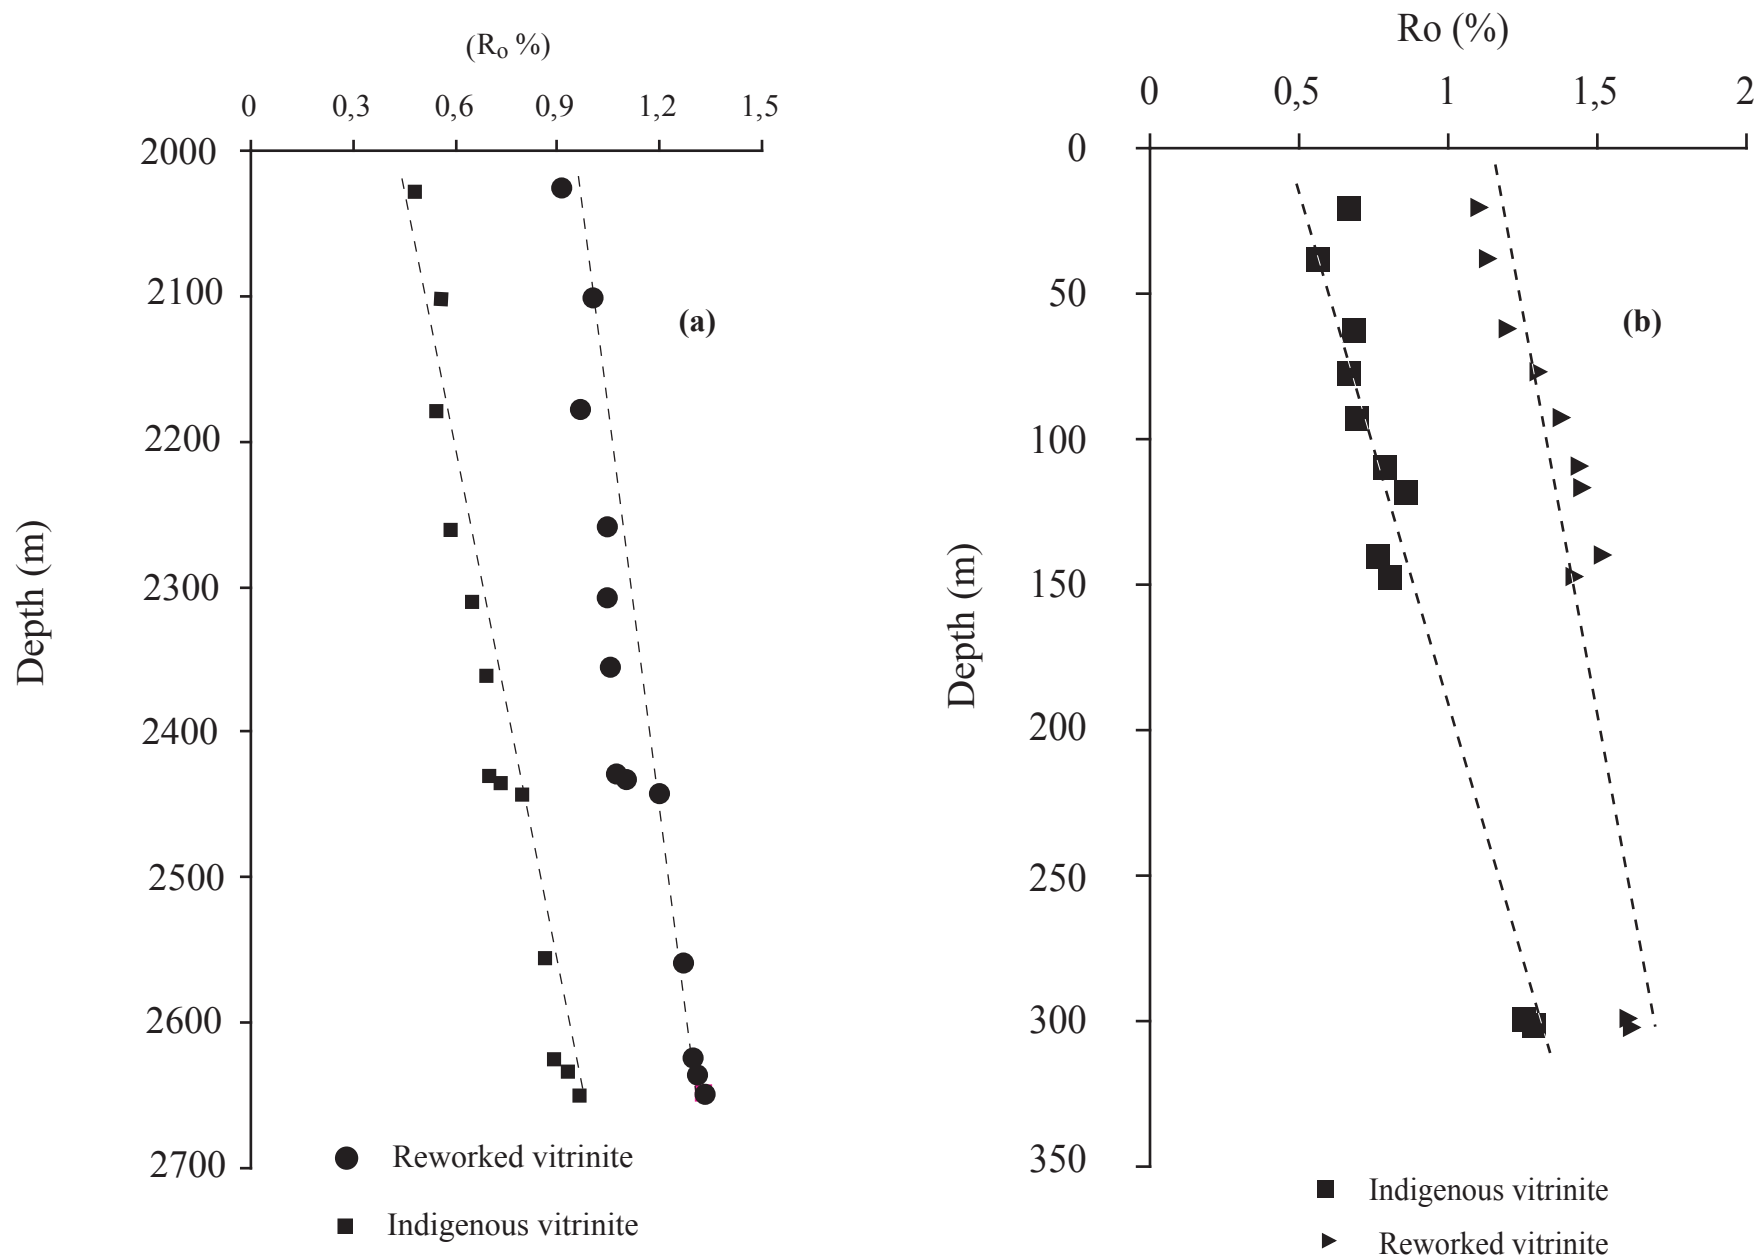 (Ro %)
0 0,3 0,6 0,9 1,2 1,5
2000
2100
2200
2300
2400
2500
2600
2700
Depth (m)
(a)
Reworked vitrinite
Indigenous vitrinite
Ro (%)
0 0,5 1 1,5 2
0
50
100
150
200
250
300
350
Depth (m)
(b)
Indigenous vitrinite
Reworked vitrinite